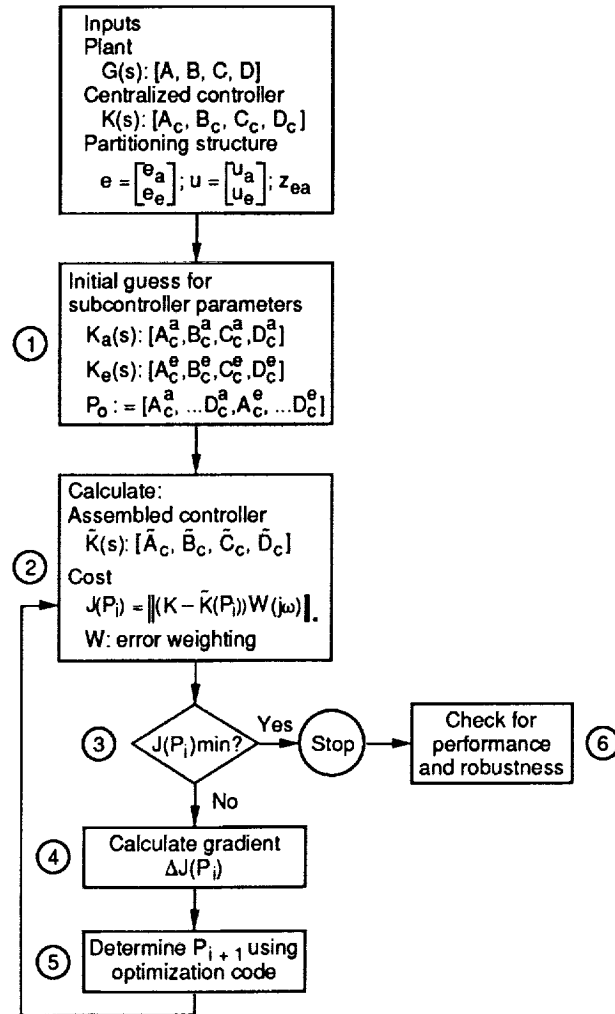 Inputs
Plant
G(s): [A, B, C, D]
Centralized controller
K(s): [A_c, B_c, C_c, D_c]
Partitioning structure
e = [e_a e_e]; u = [u_a u_e]; z_ea
1
Initial guess for
subcontroller parameters
K_a(s): [A_c^a, B_c^a, C_c^a, D_c^a]
K_e(s): [A_c^e, B_c^e, C_c^e, D_c^e]
P_o : = [A_c^a, ...D_c^a, A_c^e, ...D_c^e]
2
Calculate:
Assembled controller
K̃(s): [Ã_c, B̃_c, C̃_c, D̃_c]
Cost
J(P_i) = ||(K – K̃(P_i)) W (jω)||.
W: error weighting
3
J(P_i)min?
Yes
Stop
Check for
performance
and robustness
6
No
4
Calculate gradient
ΔJ(P_i)
5
Determine P_{i + 1} using
optimization code